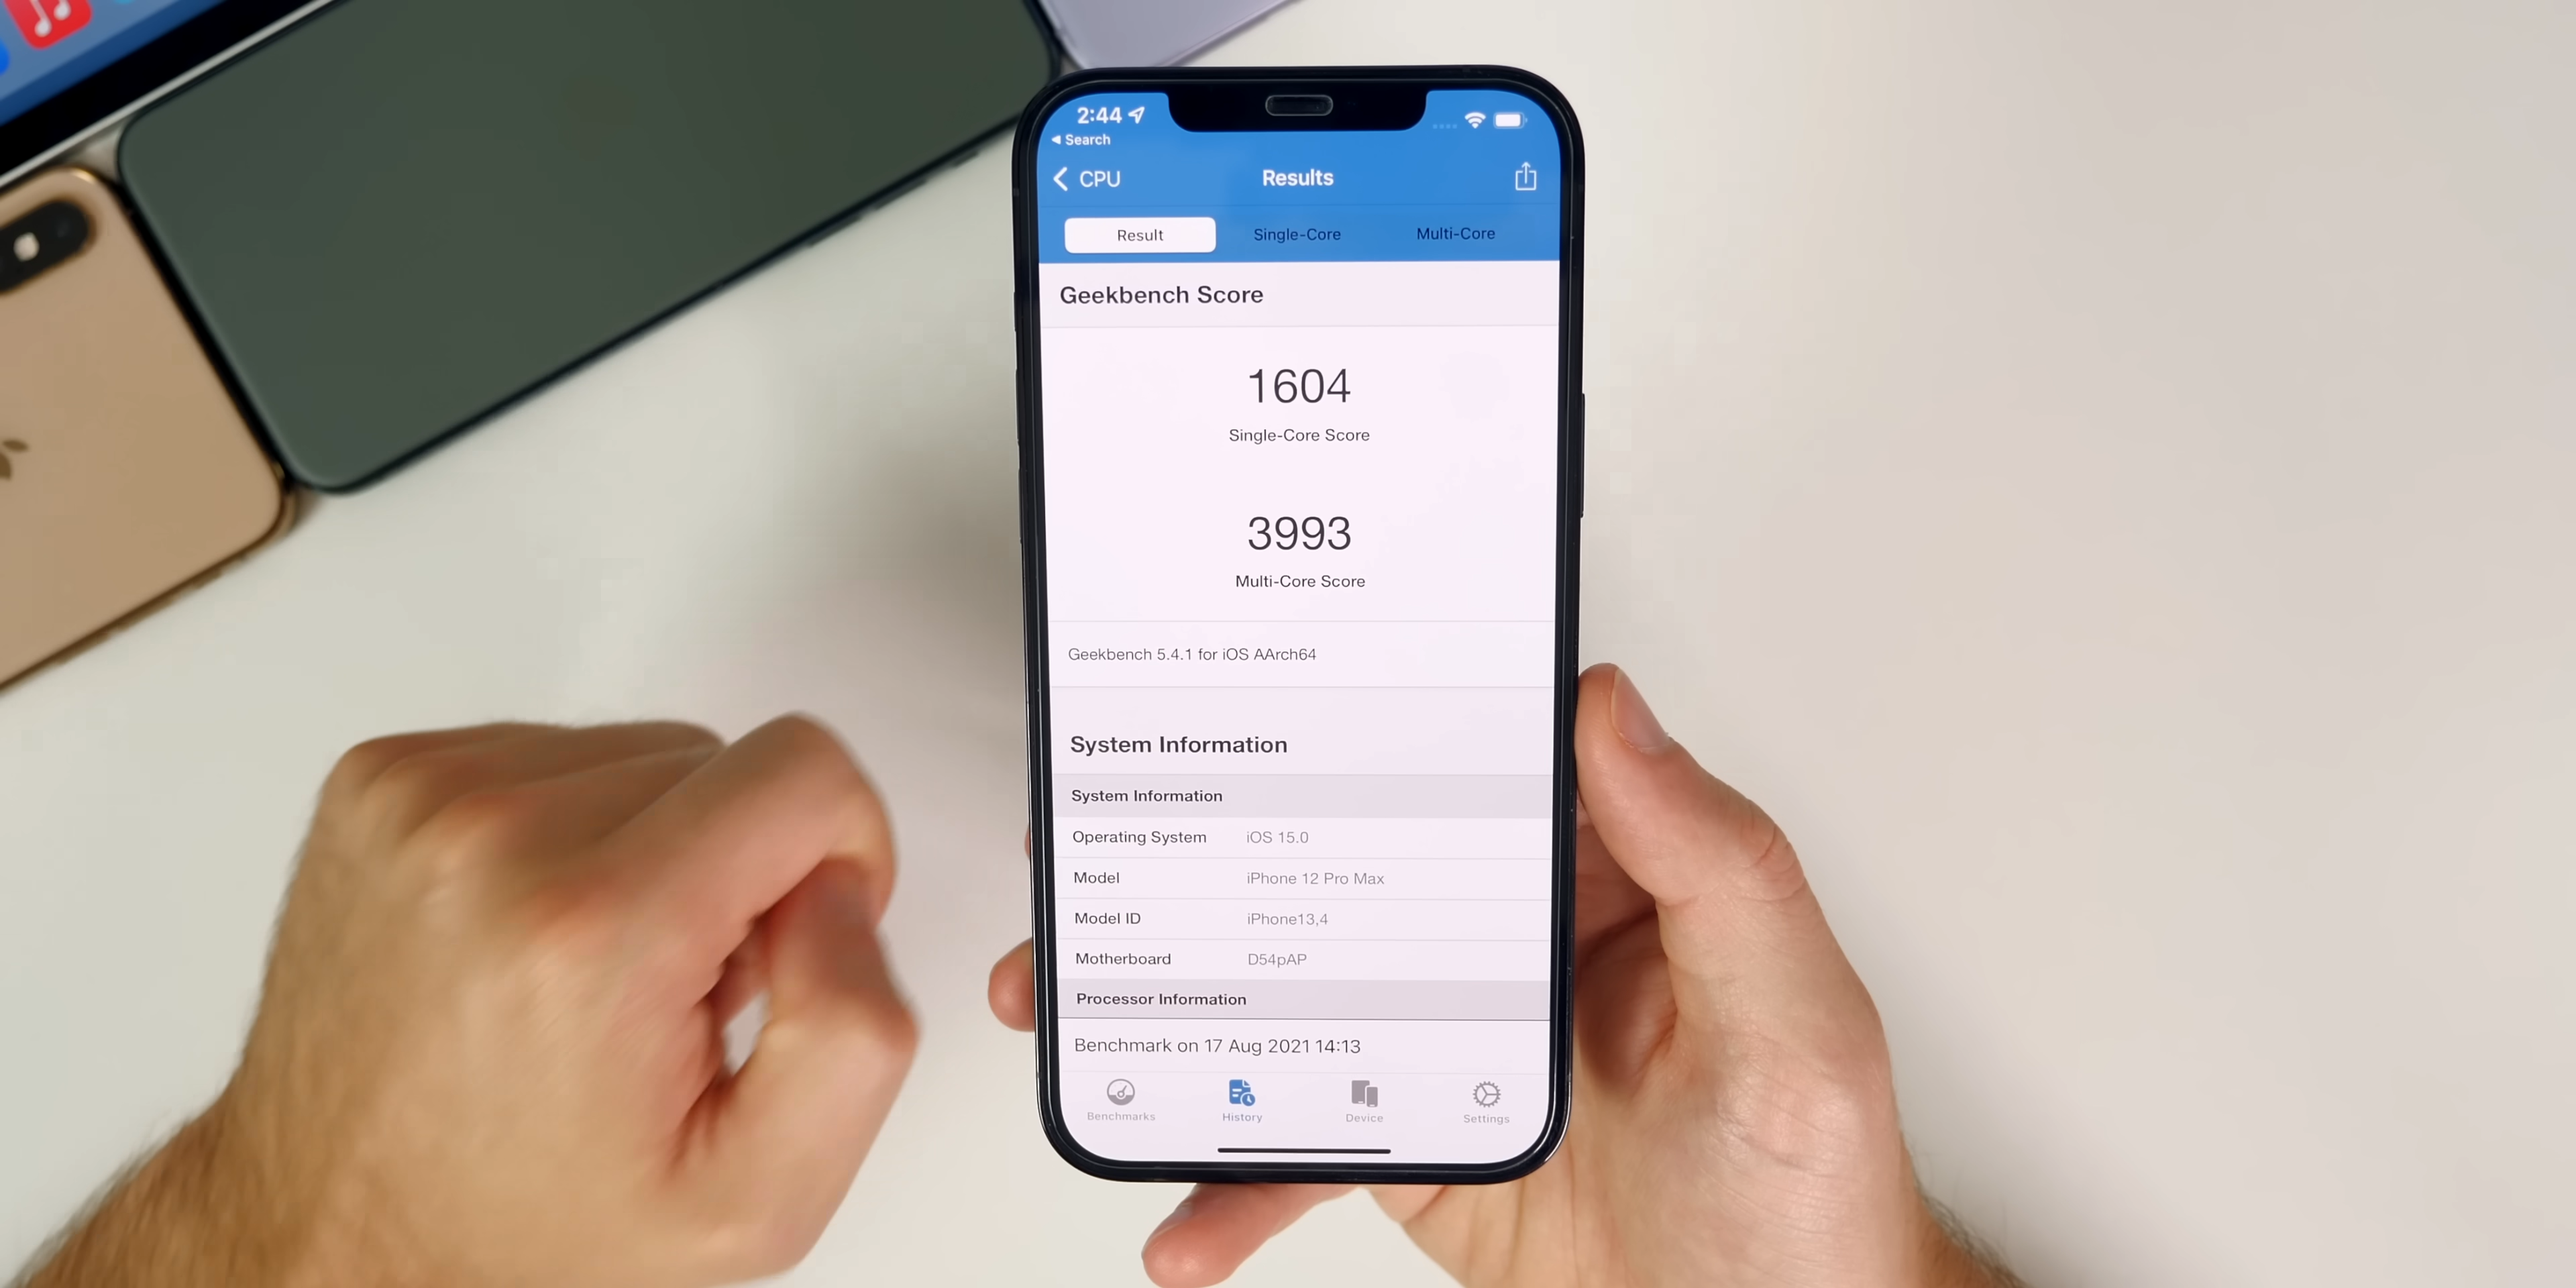 2:44
Search
CPU
Results
Result
Single-Core
Multi-Core
Geekbench Score
1604
Single-Core Score
3993
Multi-Core Score
Geekbench 5.4.1 for iOS AArch64
System Information
System Information
Operating System iOS 15.0
Model iPhone 12 Pro Max
Model ID iPhone13,4
Motherboard D54pAP
Processor Information
Benchmark on 17 Aug 2021 14:13
Benchmarks
History
Device
Settings